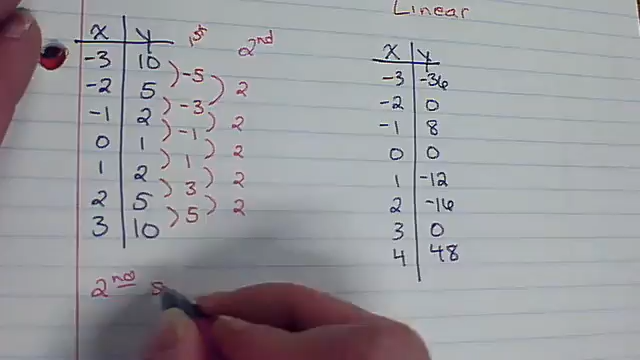 Linear
x y 1st 2nd
-3 10
-5
-2 5 2
-3
-1 2 2
-1
0 1 2
1
1 2 2
3
2 5 2
5
3 10
2nd s
x y
-3 -36
-2 0
-1 8
0 0
1 -12
2 -16
3 0
4 48